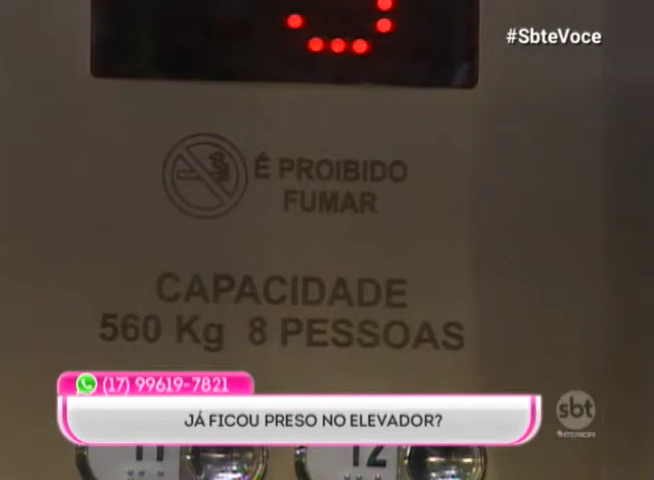 #SbteVoce
É PROIBIDO
FUMAR
CAPACIDADE
560 Kg 8 PESSOAS
(17) 99619-7821
JÁ FICOU PRESO NO ELEVADOR?
sbt
INTERIOR
11
12